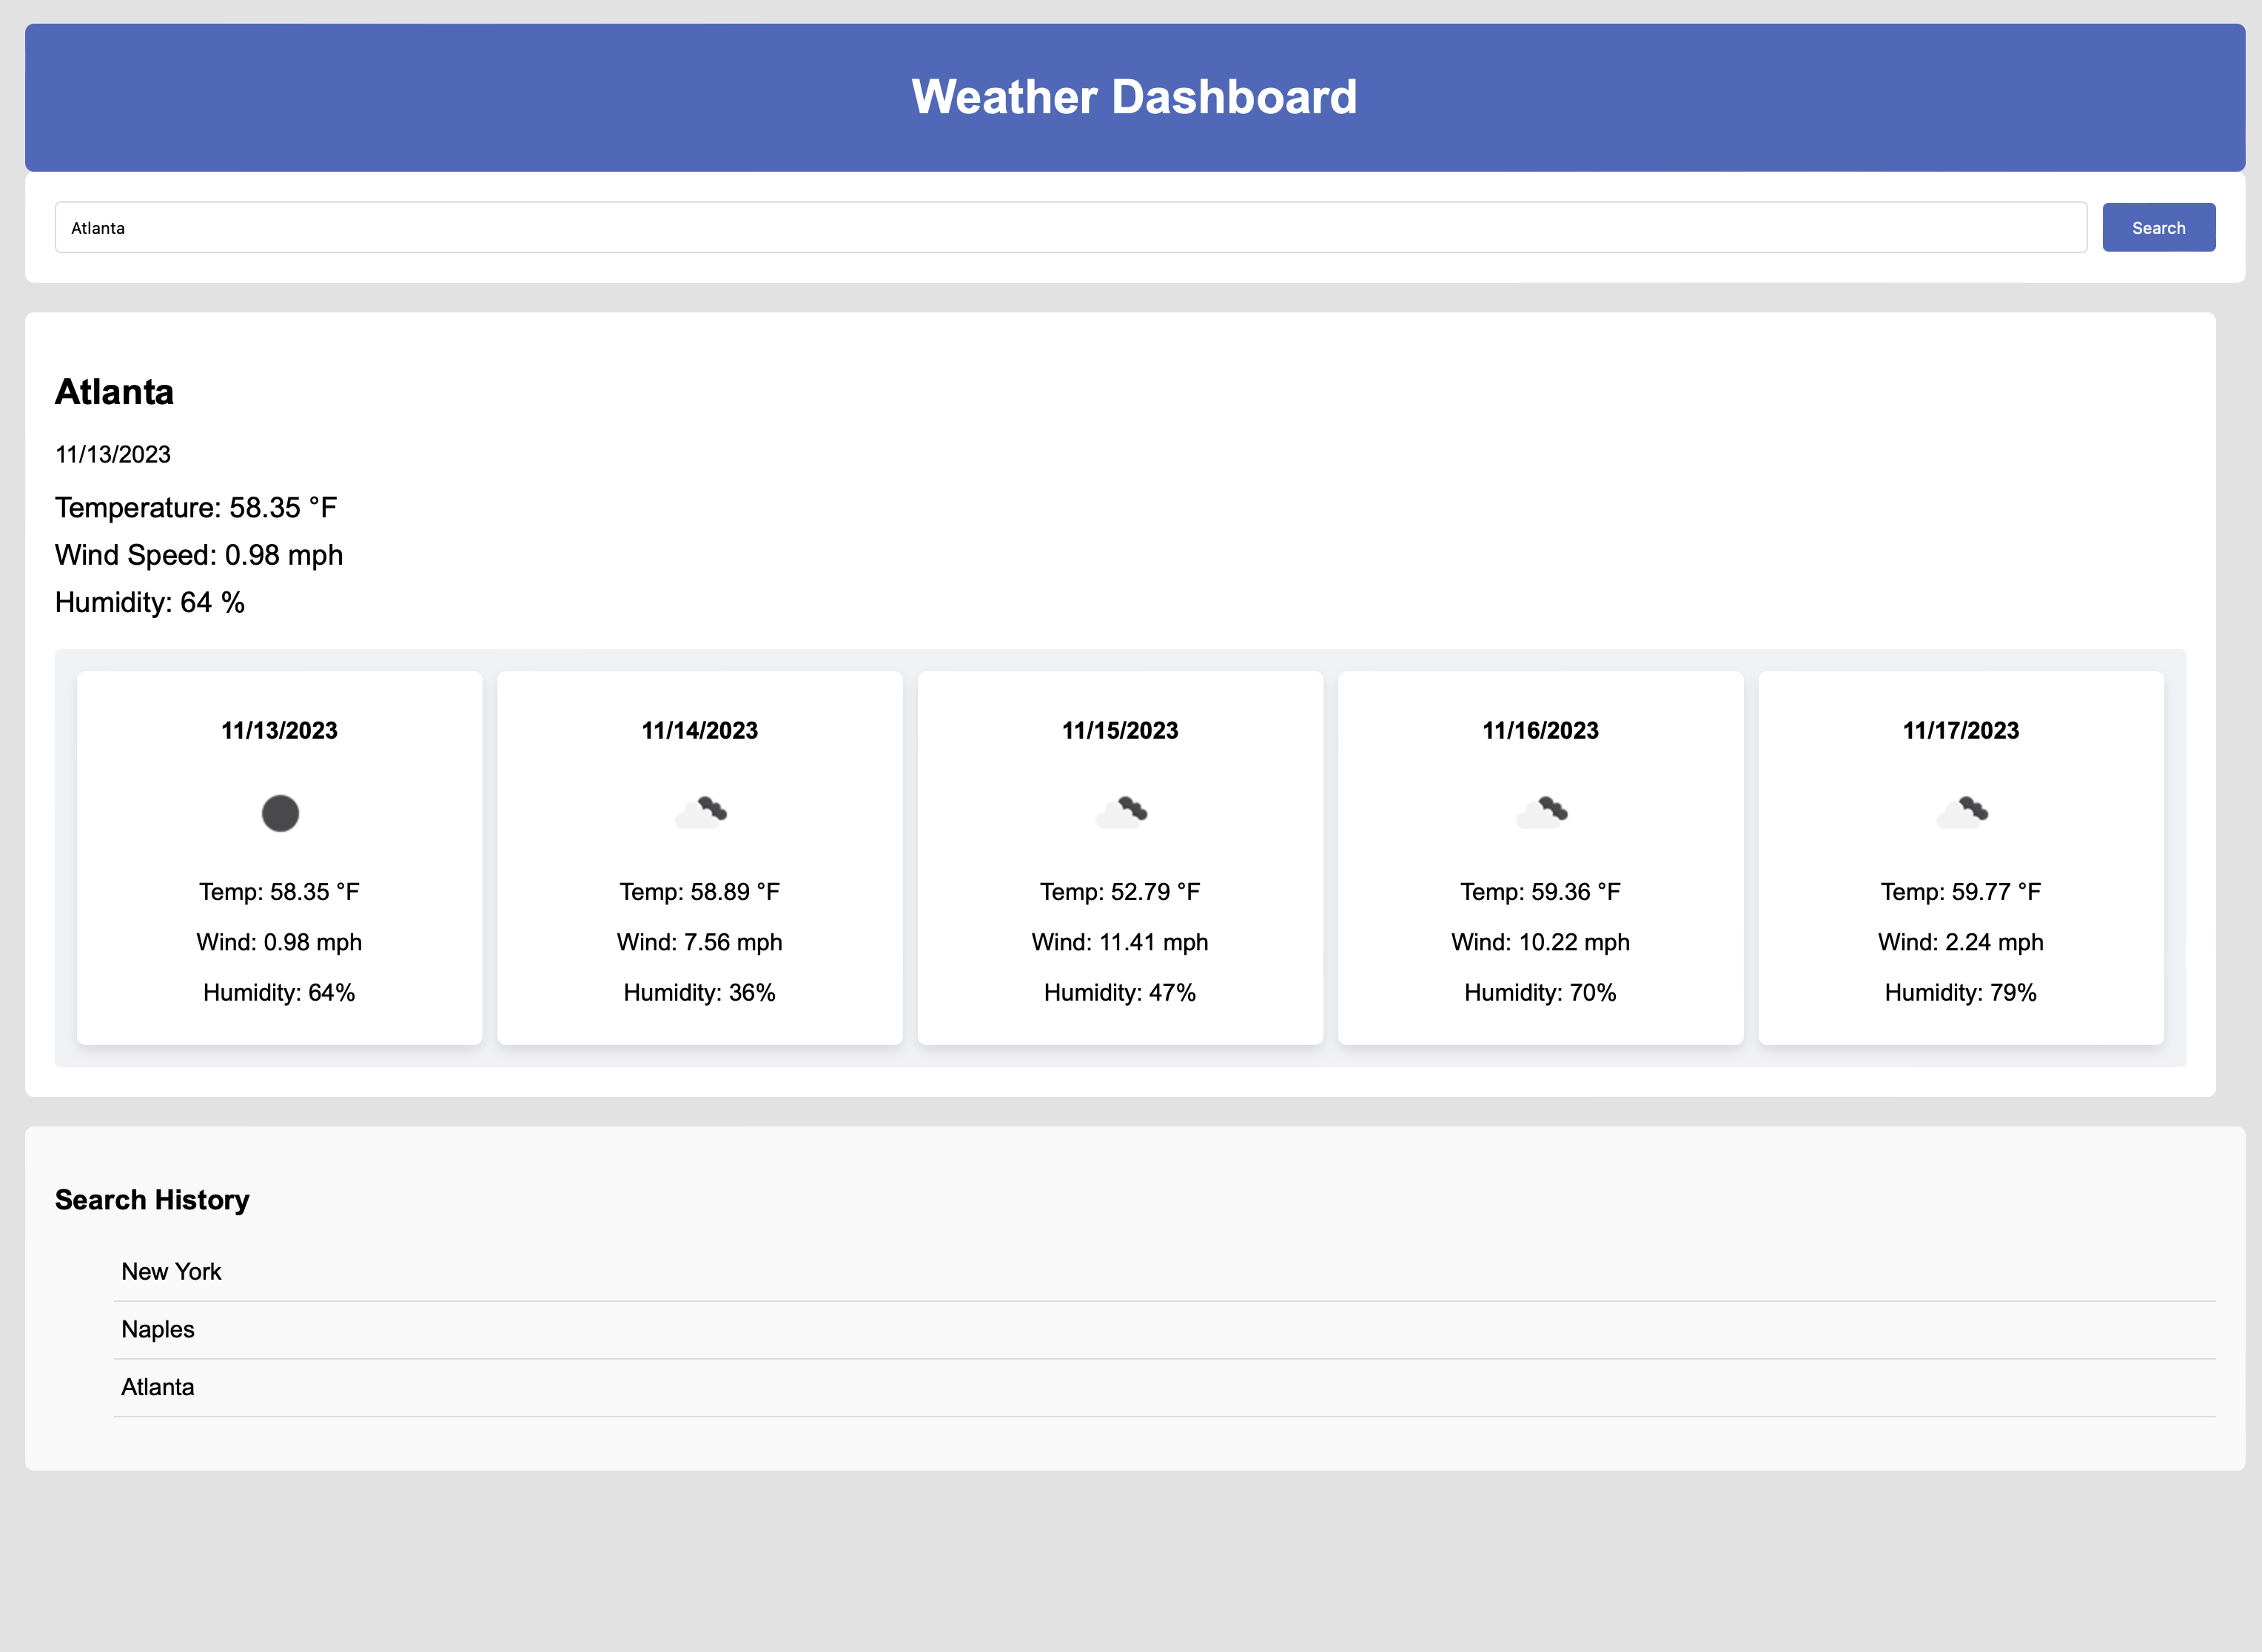 Weather Dashboard
Atlanta
Search
Atlanta
11/13/2023
Temperature: 58.35 °F
Wind Speed: 0.98 mph
Humidity: 64 %
11/13/2023
Temp: 58.35 °F
Wind: 0.98 mph
Humidity: 64%
11/14/2023
Temp: 58.89 °F
Wind: 7.56 mph
Humidity: 36%
11/15/2023
Temp: 52.79 °F
Wind: 11.41 mph
Humidity: 47%
11/16/2023
Temp: 59.36 °F
Wind: 10.22 mph
Humidity: 70%
11/17/2023
Temp: 59.77 °F
Wind: 2.24 mph
Humidity: 79%
Search History
New York
Naples
Atlanta